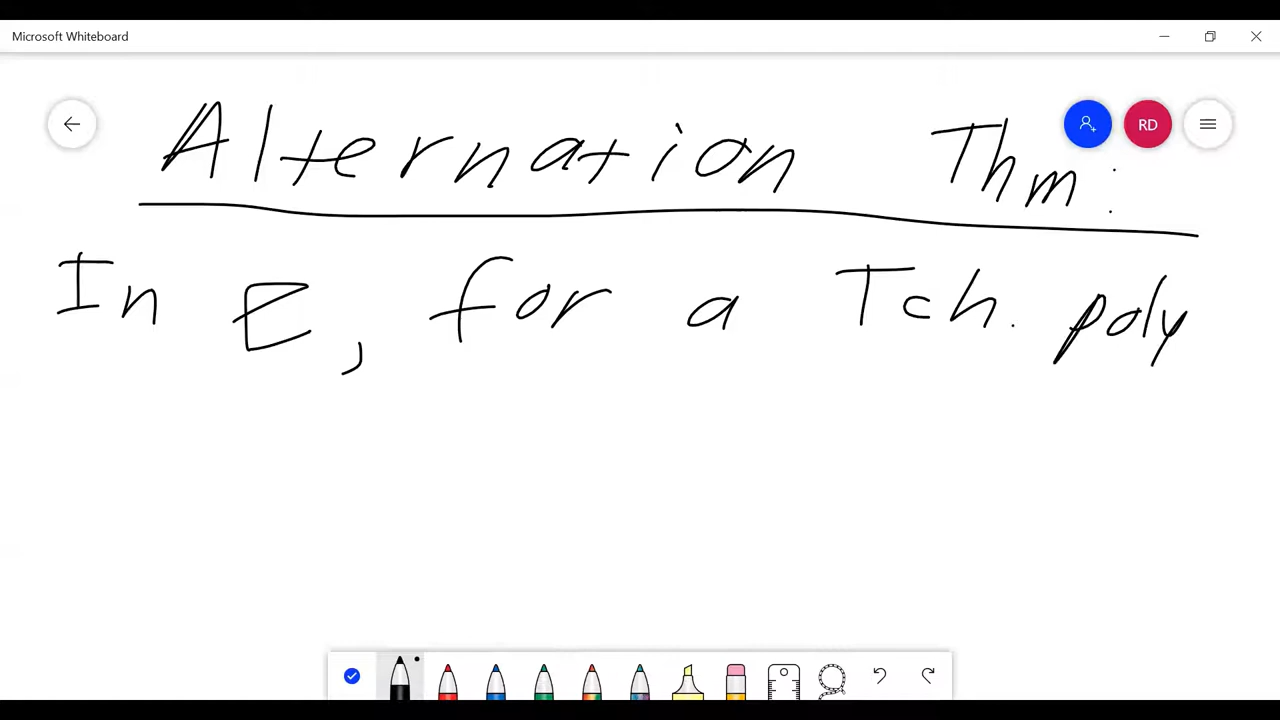 Microsoft Whiteboard
RD
Alternation Thm:
In E, for a Tch. poly